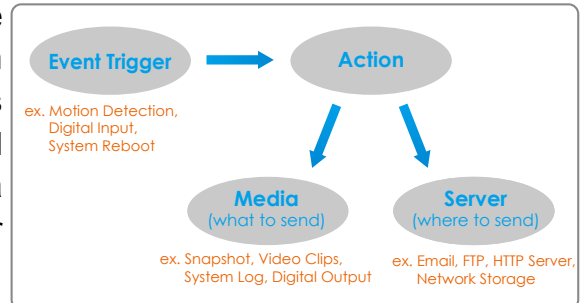 Event Trigger
Action
ex. Motion Detection,
Digital Input,
System Reboot
Media
(what to send)
Server
(where to send)
ex. Snapshot, Video Clips,
System Log, Digital Output
ex. Email, FTP, HTTP Server,
Network Storage